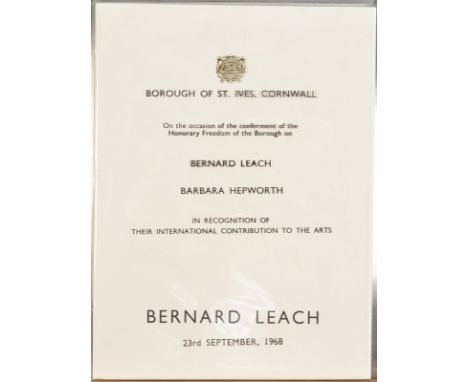 BOROUGH OF ST. IVES, CORNWALL
On the occasion of the conferment of the
Honorary Freedom of the Borough on
BERNARD LEACH
BARBARA HEPWORTH
IN RECOGNITION OF
THEIR INTERNATIONAL CONTRIBUTION TO THE ARTS
BERNARD LEACH
23rd SEPTEMBER, 1968